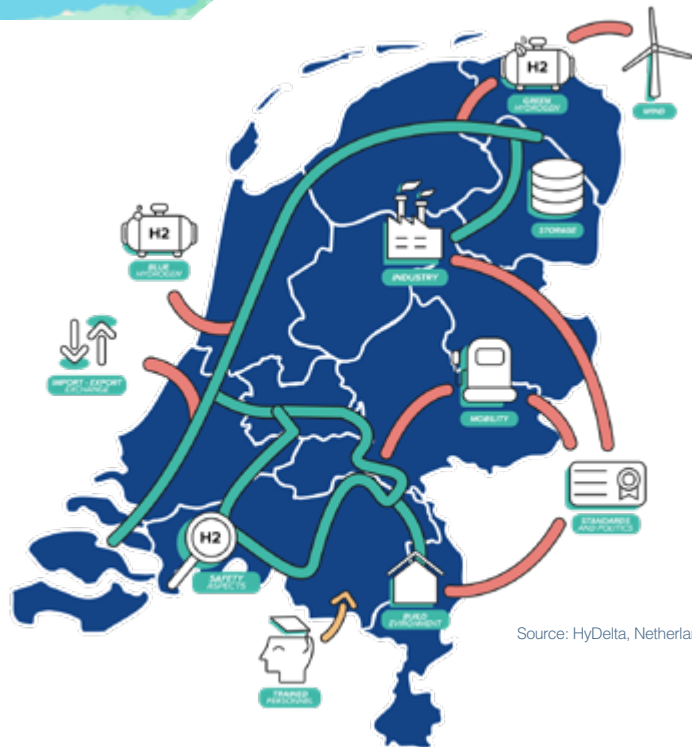 H2
GREEN
HYDROGEN
WIND
STORAGE
H2
BLUE
HYDROGEN
INDUSTRY
IMPORT - EXPORT
EXCHANGE
MOBILITY
STANDARDS
AND POLITICS
H2
SAFETY
ASPECTS
BUILD
ENVIRONMENT
TRAINED
PERSONNEL
Source: HyDelta, Netherla